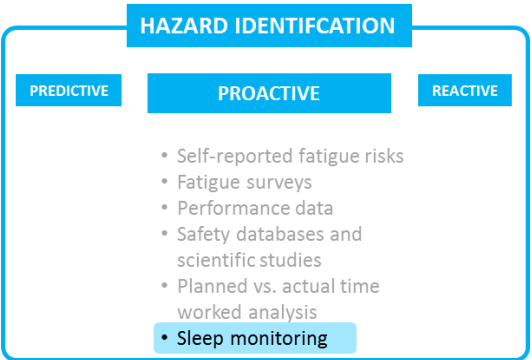 HAZARD IDENTIFCATION
PREDICTIVE
PROACTIVE
REACTIVE
• Self-reported fatigue risks
• Fatigue surveys
• Performance data
• Safety databases and
scientific studies
• Planned vs. actual time
worked analysis
• Sleep monitoring